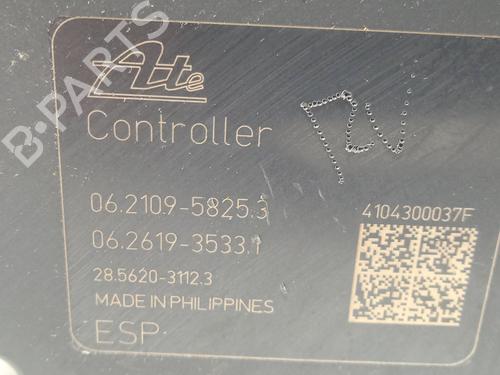 Ate
B-PARTS
Controller
06.2109-5825.3
06.2619-3533.1
4104300037F
28.5620-3112.3
MADE IN PHILIPPINES
ESP